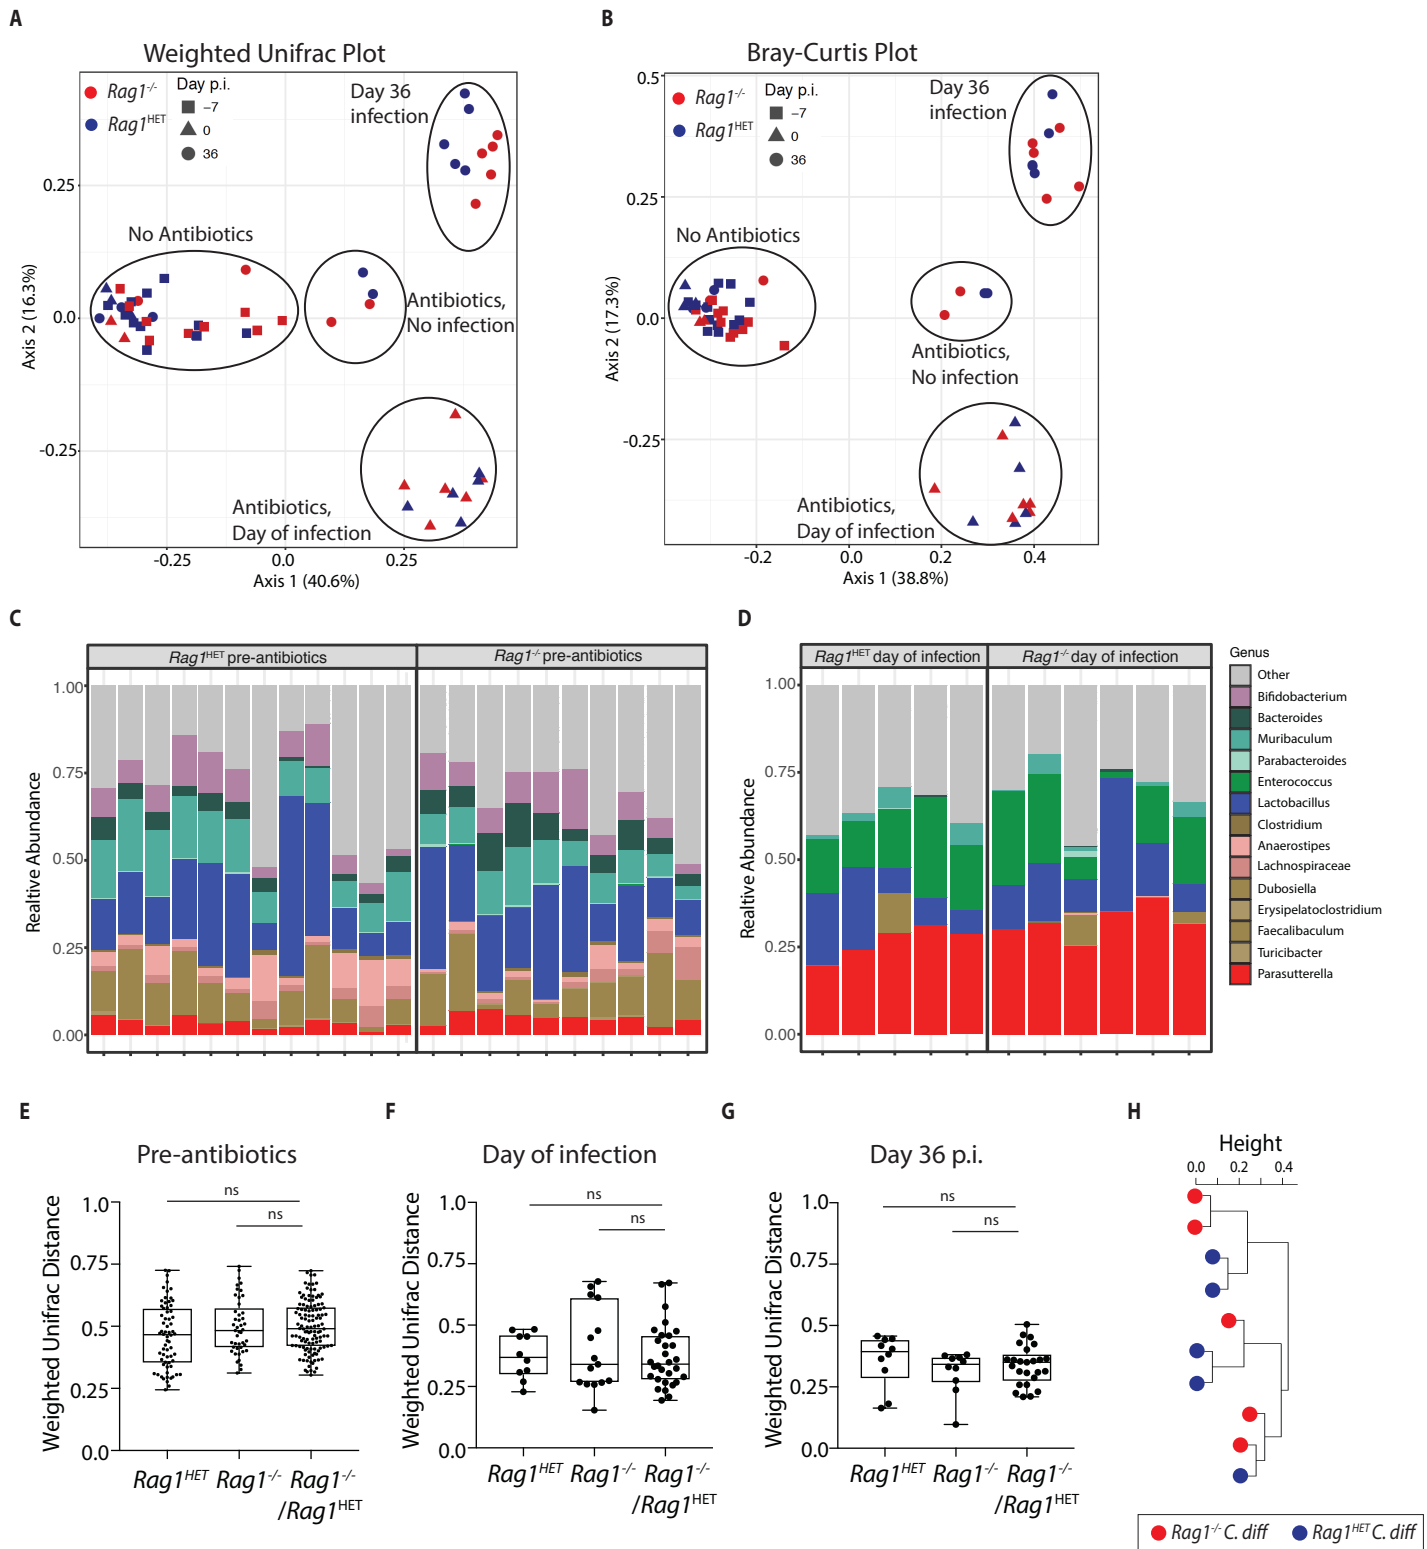 A
Weighted Unifrac Plot
Rag1-/-
Rag1HET
Day p.i.
−7
0
36
Day 36
infection
No Antibiotics
Antibiotics,
No infection
Antibiotics,
Day of infection
0.25
0.0
-0.25
Axis 2 (16.3%)
-0.25
0.0
0.25
Axis 1 (40.6%)
B
Bray-Curtis Plot
Rag1-/-
Rag1HET
Day p.i.
−7
0
36
Day 36
infection
No Antibiotics
Antibiotics,
No infection
Antibiotics,
Day of infection
0.5
0.25
0.0
-0.25
Axis 2 (17.3%)
-0.2
0.0
0.2
0.4
Axis 1 (38.8%)
C
Rag1HET pre-antibiotics
Rag1-/- pre-antibiotics
1.00
0.75
0.50
0.25
0.00
Realtive Abundance
D
Rag1HET day of infection
Rag1-/- day of infection
1.00
0.75
0.50
0.25
0.00
Realtive Abundance
Genus
Other
Bifidobacterium
Bacteroides
Muribaculum
Parabacteroides
Enterococcus
Lactobacillus
Clostridium
Anaerostipes
Lachnospiraceae
Dubosiella
Erysipelatoclostridium
Faecalibaculum
Turicibacter
Parasutterella
E
Pre-antibiotics
ns
ns
1.0
0.75
0.5
0.25
0.0
Weighted Unifrac Distance
Rag1HET
Rag1-/-
Rag1-/-
/Rag1HET
F
Day of infection
ns
ns
1.0
0.75
0.5
0.25
0.0
Weighted Unifrac Distance
Rag1HET
Rag1-/-
Rag1-/-
/Rag1HET
G
Day 36 p.i.
ns
ns
1.0
0.75
0.5
0.25
0.0
Weighted Unifrac Distance
Rag1HET
Rag1-/-
Rag1-/-
/Rag1HET
H
Height
0.0
0.2
0.4
Rag1-/- C. diff
Rag1HET C. diff